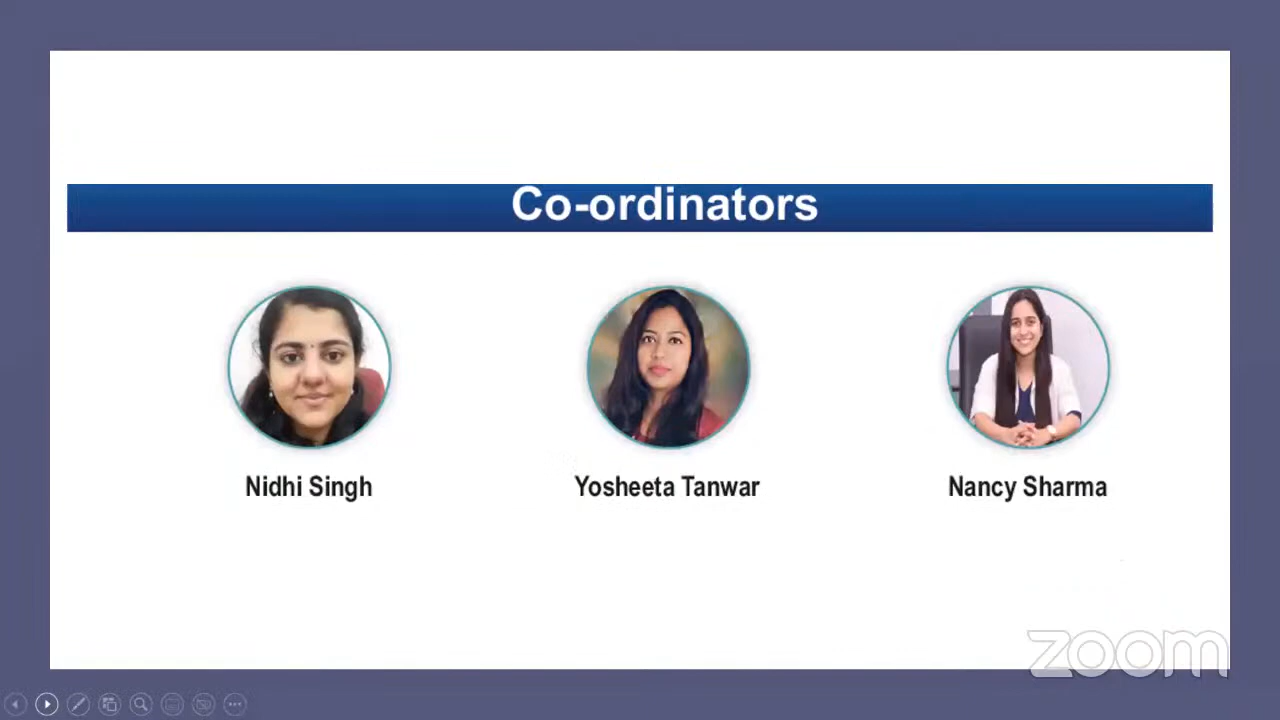 Co-ordinators
Nidhi Singh
Yosheeta Tanwar
Nancy Sharma
zoom